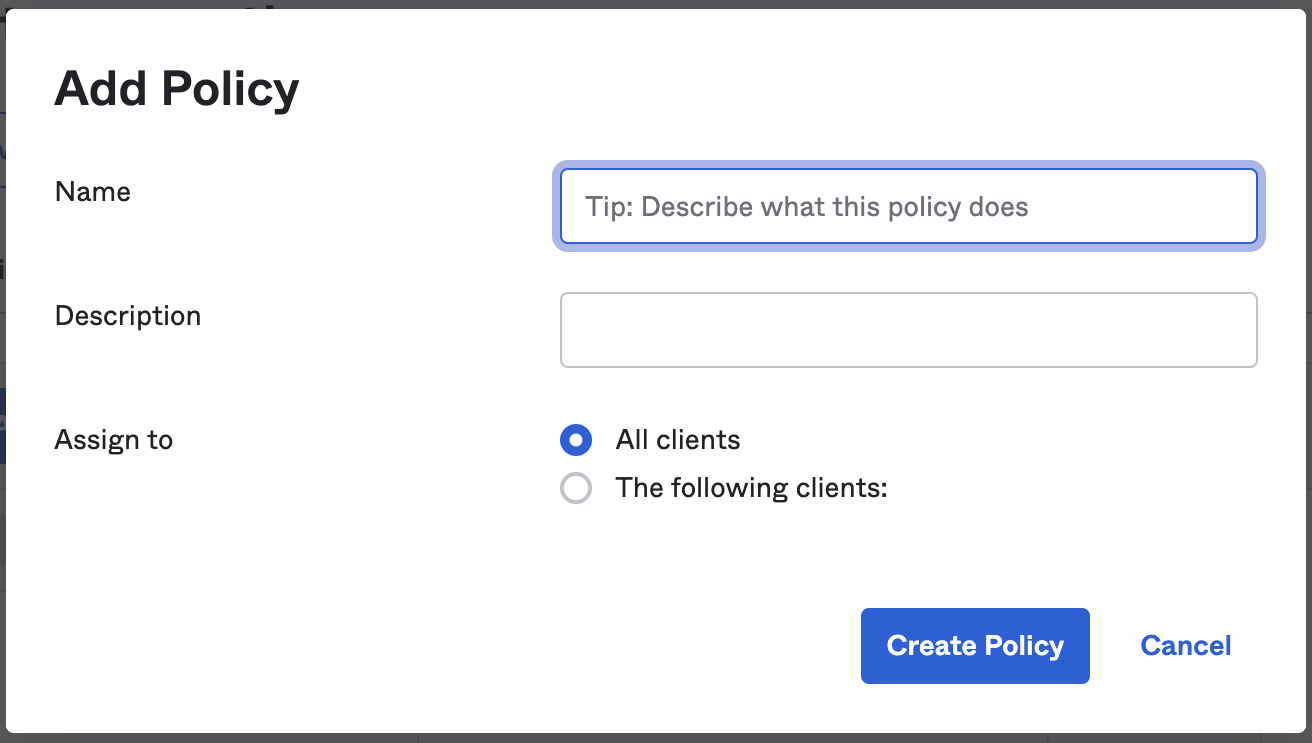 Add Policy
Name
Tip: Describe what this policy does
Description
Assign to
All clients
The following clients:
Create Policy
Cancel